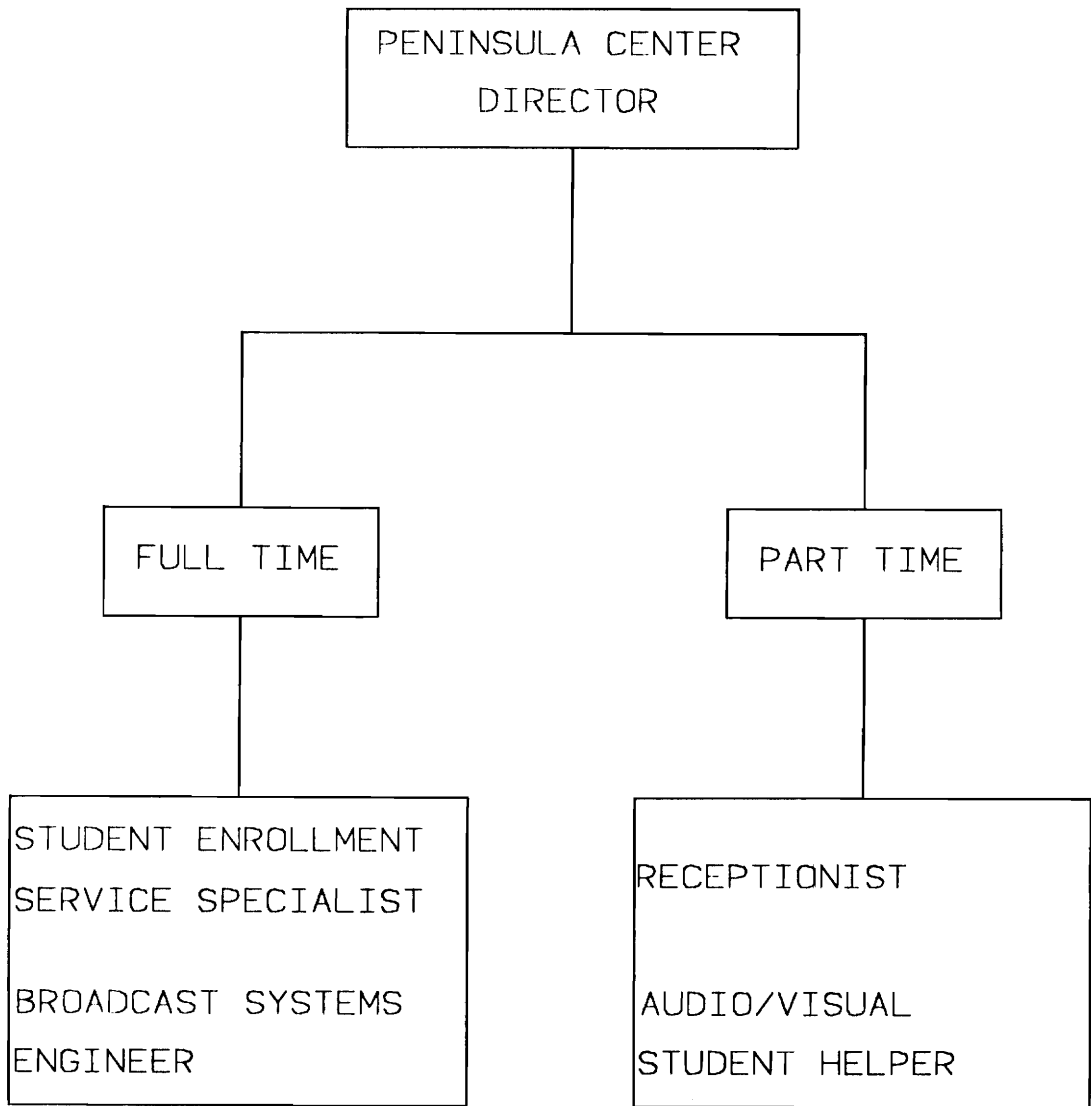 PENINSULA CENTER
DIRECTOR
FULL TIME
PART TIME
STUDENT ENROLLMENT
SERVICE SPECIALIST
BROADCAST SYSTEMS
ENGINEER
RECEPTIONIST
AUDIO/VISUAL
STUDENT HELPER